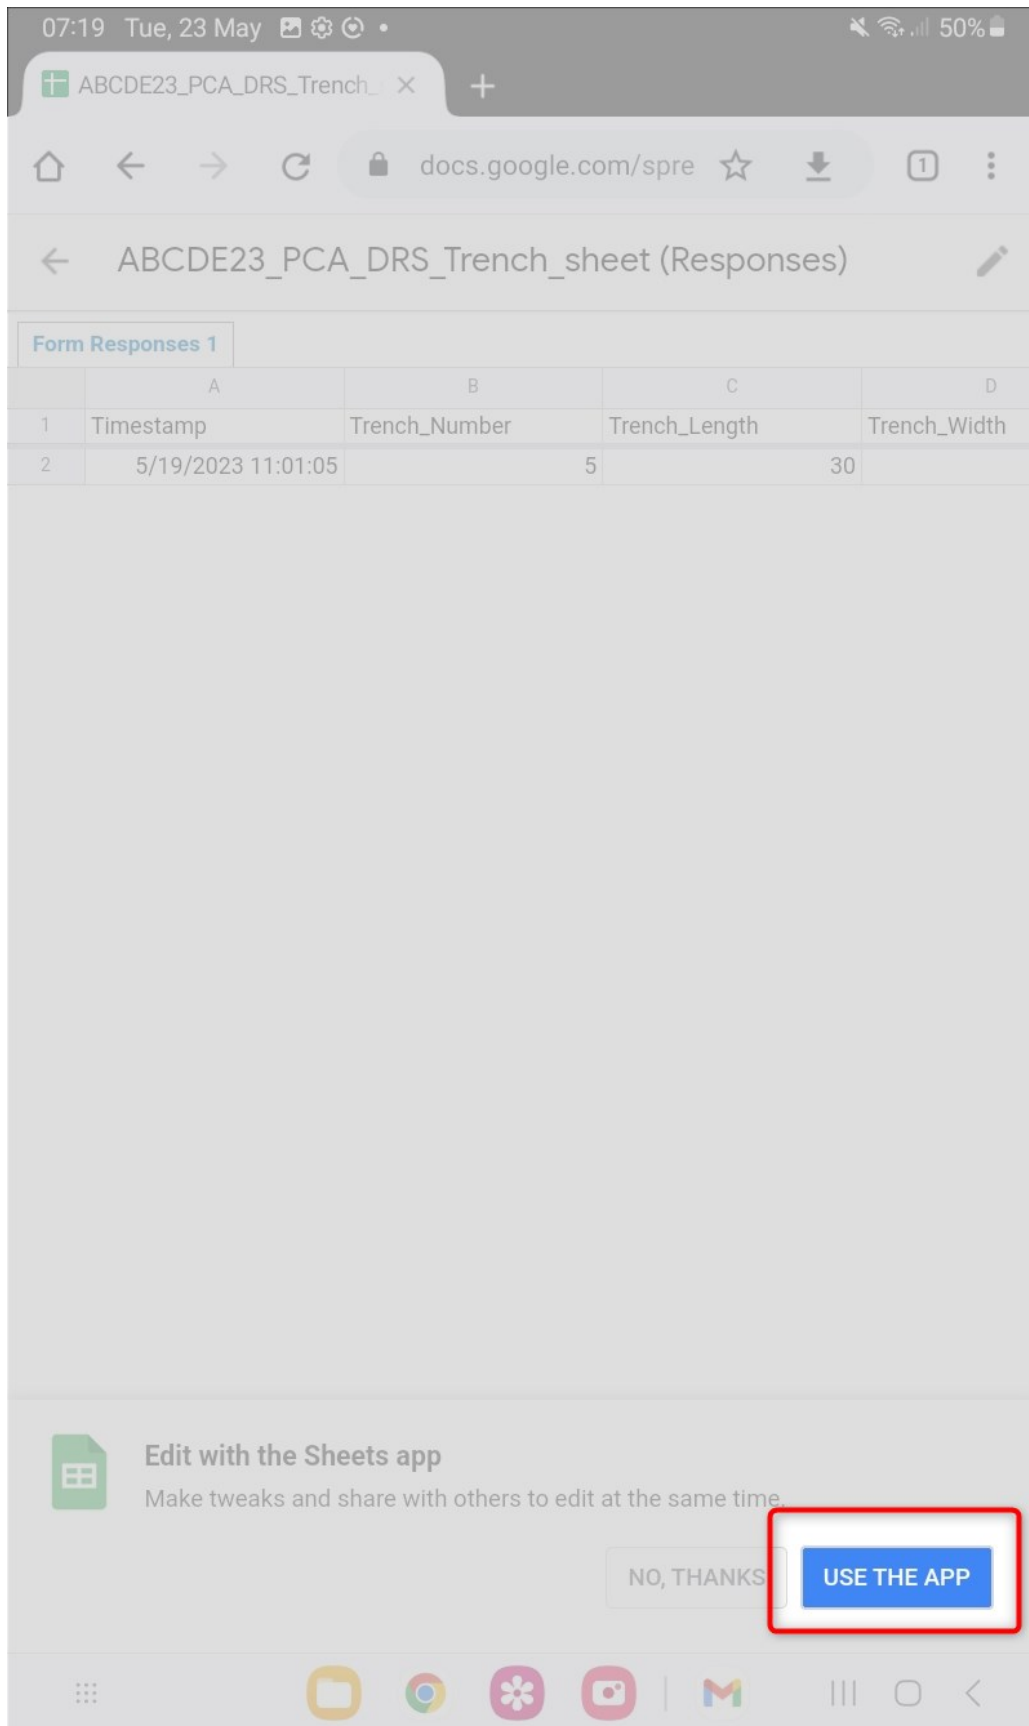 07:19 Tue, 23 May 50%
ABCDE23_PCA_DRS_Trench_
docs.google.com/spre 1
ABCDE23_PCA_DRS_Trench_sheet (Responses)
Form Responses 1
A B C D
1 Timestamp Trench_Number Trench_Length Trench_Width
2 5/19/2023 11:01:05 5 30
Edit with the Sheets app
Make tweaks and share with others to edit at the same time.
NO, THANKS USE THE APP